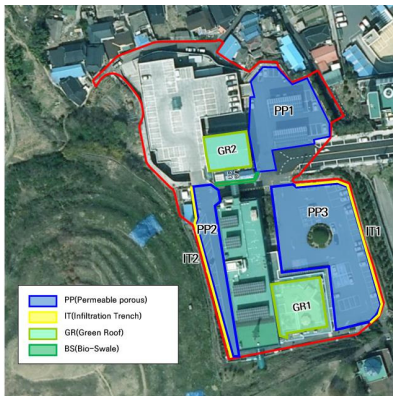 PP1
GR2
BS
PP2
PP3
IT1
IT2
GR1
PP(Permeable porous)
IT(Infiltration Trench)
GR(Green Roof)
BS(Bio-Swale)